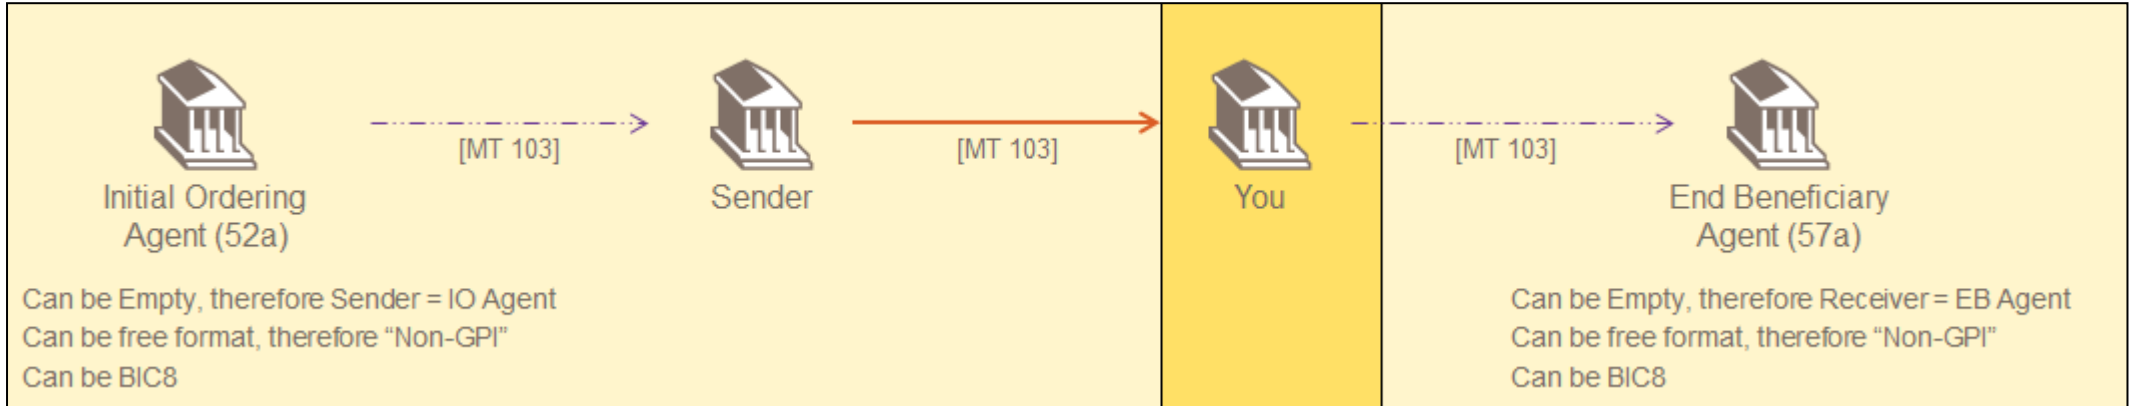 [MT 103]
[MT 103]
[MT 103]
Initial Ordering
Agent (52a)
Sender
You
End Beneficiary
Agent (57a)
Can be Empty, therefore Sender = IO Agent
Can be free format, therefore “Non-GPI”
Can be BIC8
Can be Empty, therefore Receiver = EB Agent
Can be free format, therefore “Non-GPI”
Can be BIC8